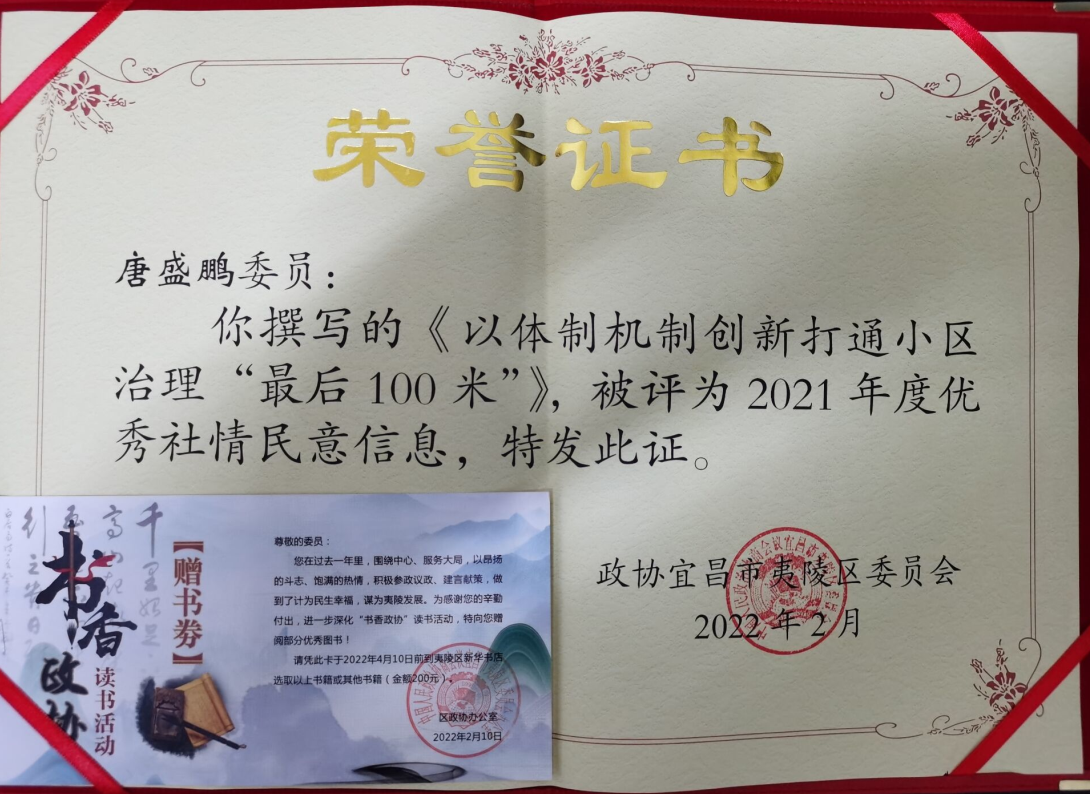 荣誉证书
唐盛鹏委员：
你撰写的《以体制机制创新打通小区
治理“最后100米”》，被评为2021年度优
秀社情民意信息，特发此证。
政协宜昌市夷陵区委员会
2022年2月
书香
政协
读书活动
【赠书券】
千里
尊敬的委员：
您在过去一年里，围绕中心、服务大局，以昂扬
的斗志、饱满的热情，积极参政议政、建言献策，做
到了计为民生幸福，谋为夷陵发展。为感谢您的辛勤
付出，进一步深化“书香政协”读书活动，特向您赠
阅部分优秀图书！
请凭此卡于2022年4月10日前到夷陵区新华书店
选取以上书籍或其他书籍（金额200元）。
区政协办公室
2022年2月10日